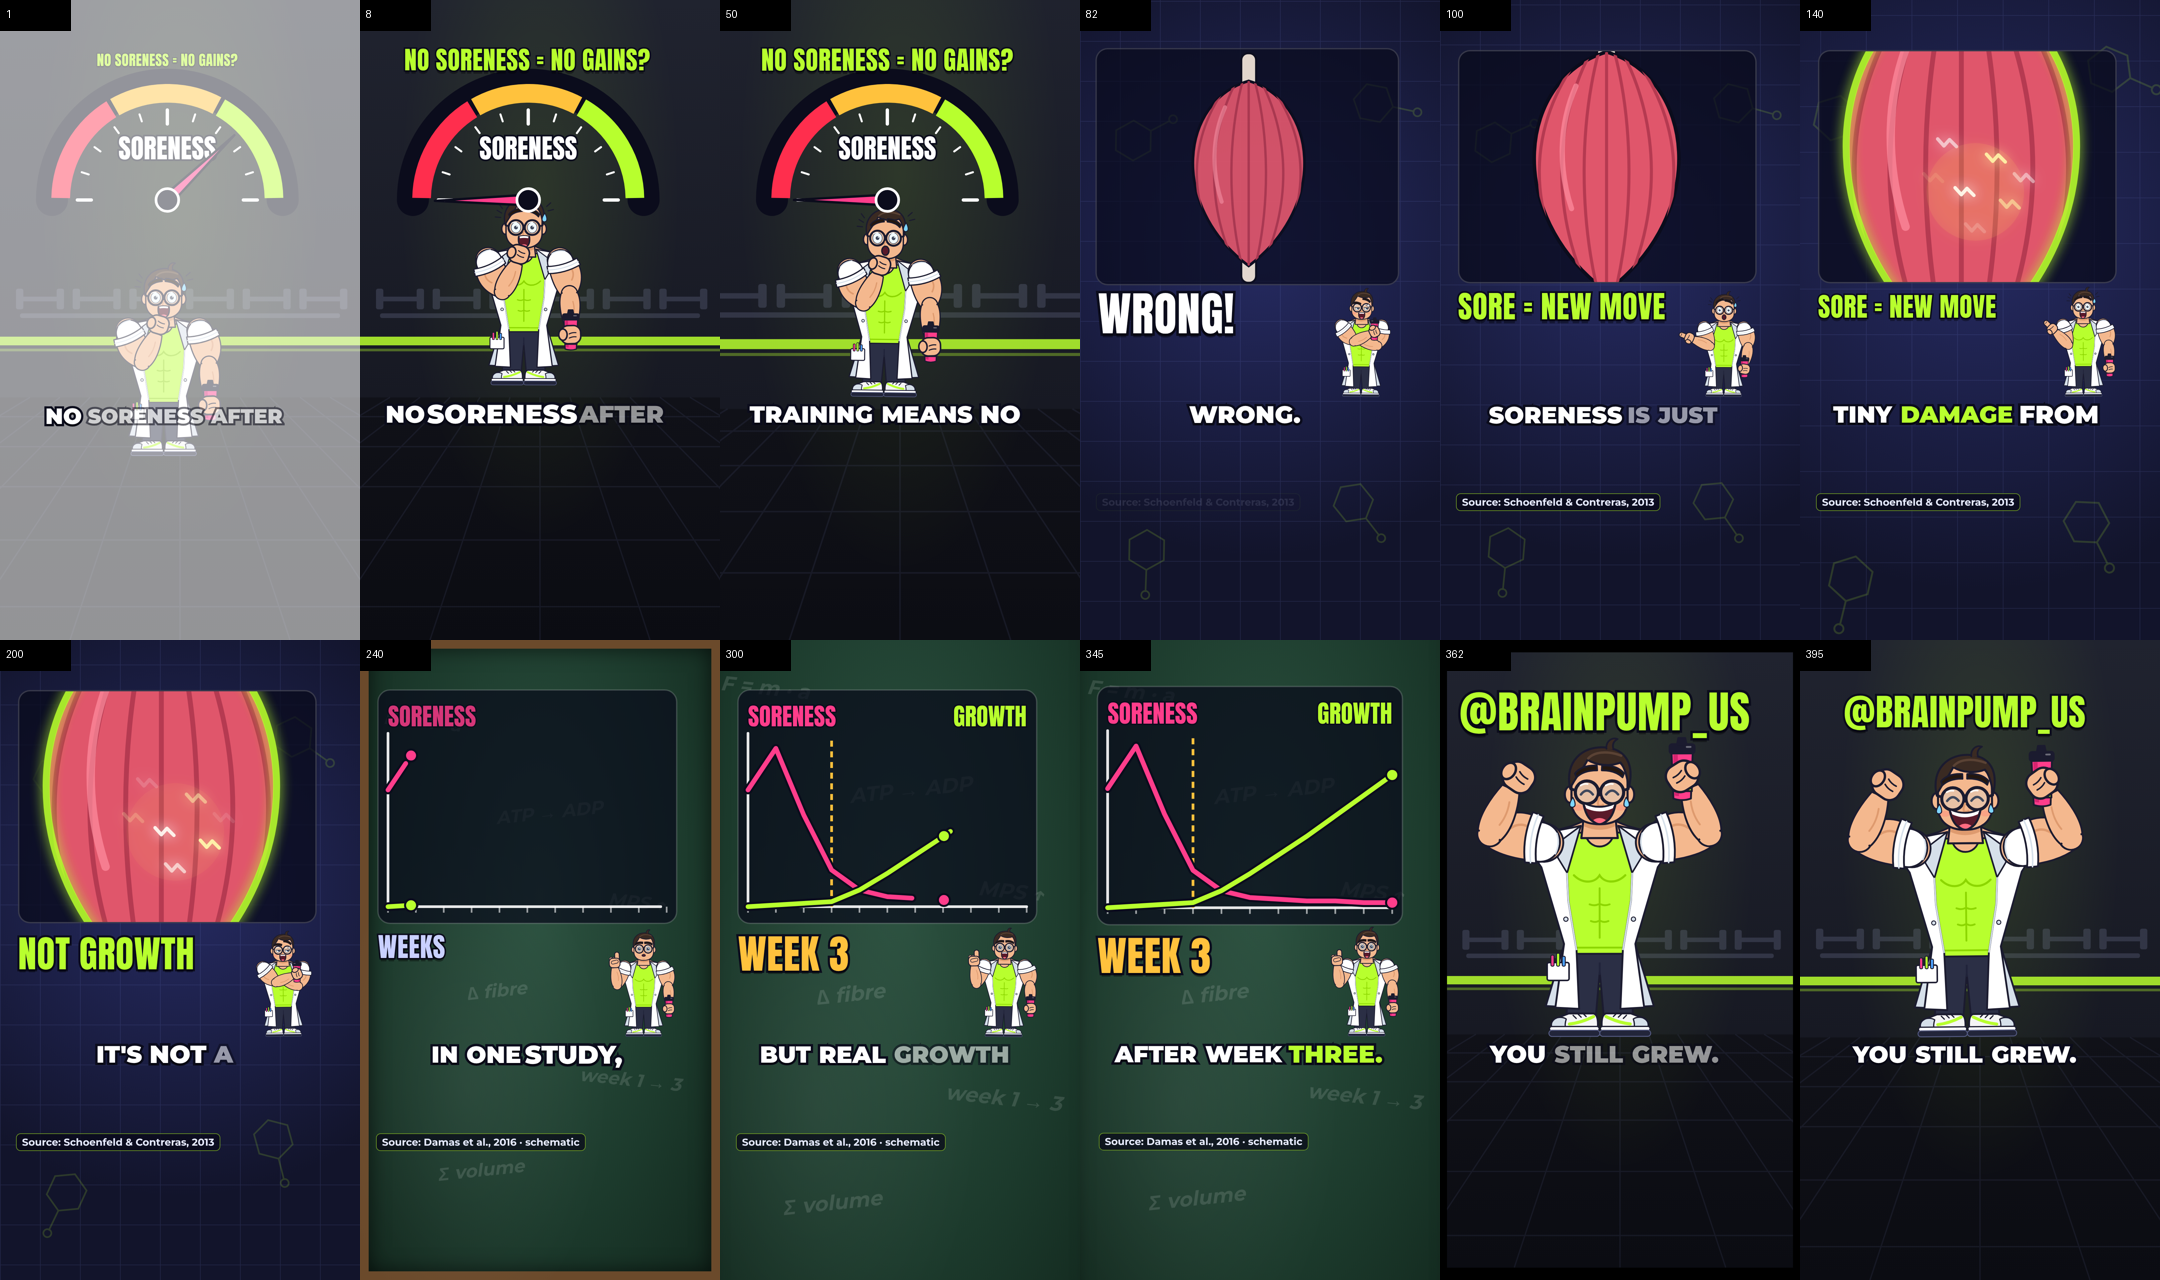 1
NO SORENESS = NO GAINS?
SORENESS
NO SORENESS AFTER
8
NO SORENESS = NO GAINS?
SORENESS
NO SORENESS AFTER
50
NO SORENESS = NO GAINS?
SORENESS
TRAINING MEANS NO
82
WRONG!
WRONG.
Source: Schoenfeld & Contreras, 2013
100
SORE = NEW MOVE
SORENESS IS JUST
Source: Schoenfeld & Contreras, 2013
140
SORE = NEW MOVE
TINY DAMAGE FROM
Source: Schoenfeld & Contreras, 2013
200
NOT GROWTH
IT'S NOT A
Source: Schoenfeld & Contreras, 2013
240
SORENESS
ATP → ADP
MPS
WEEKS
Δ fibre
IN ONE STUDY,
week 1 → 3
Source: Damas et al., 2016 · schematic
Σ volume
300
F = m · a
SORENESS
GROWTH
ATP → ADP
MPS ↑
WEEK 3
Δ fibre
BUT REAL GROWTH
week 1 → 3
Source: Damas et al., 2016 · schematic
Σ volume
345
F = m · a
SORENESS
GROWTH
ATP → ADP
MPS ↑
WEEK 3
Δ fibre
AFTER WEEK THREE.
week 1 → 3
Source: Damas et al., 2016 · schematic
Σ volume
362
@BRAINPUMP_US
YOU STILL GREW.
395
@BRAINPUMP_US
YOU STILL GREW.